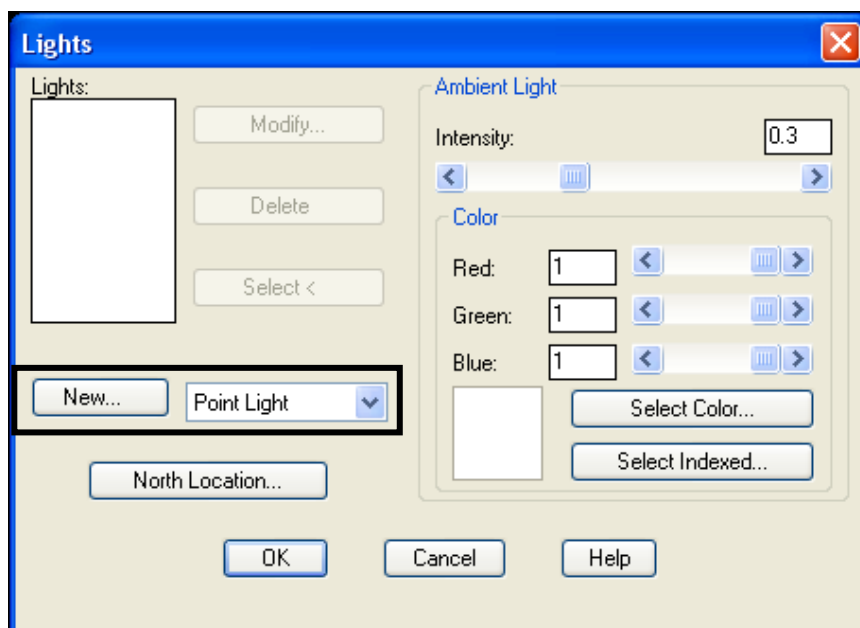 Lights
Lights:
Modify...
Delete
Select <
New...
Point Light
North Location...
Ambient Light
Intensity:
0.3
Color
Red:
1
Green:
1
Blue:
1
Select Color...
Select Indexed...
OK
Cancel
Help